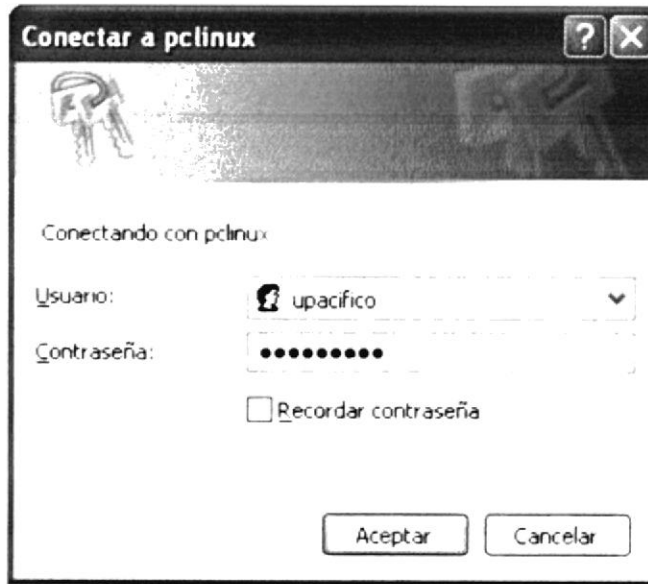 Conectar a pclinux
Conectando con pclinux
Usuario: upacifico
Contraseña: •••••••••
Recordar contraseña
Aceptar Cancelar